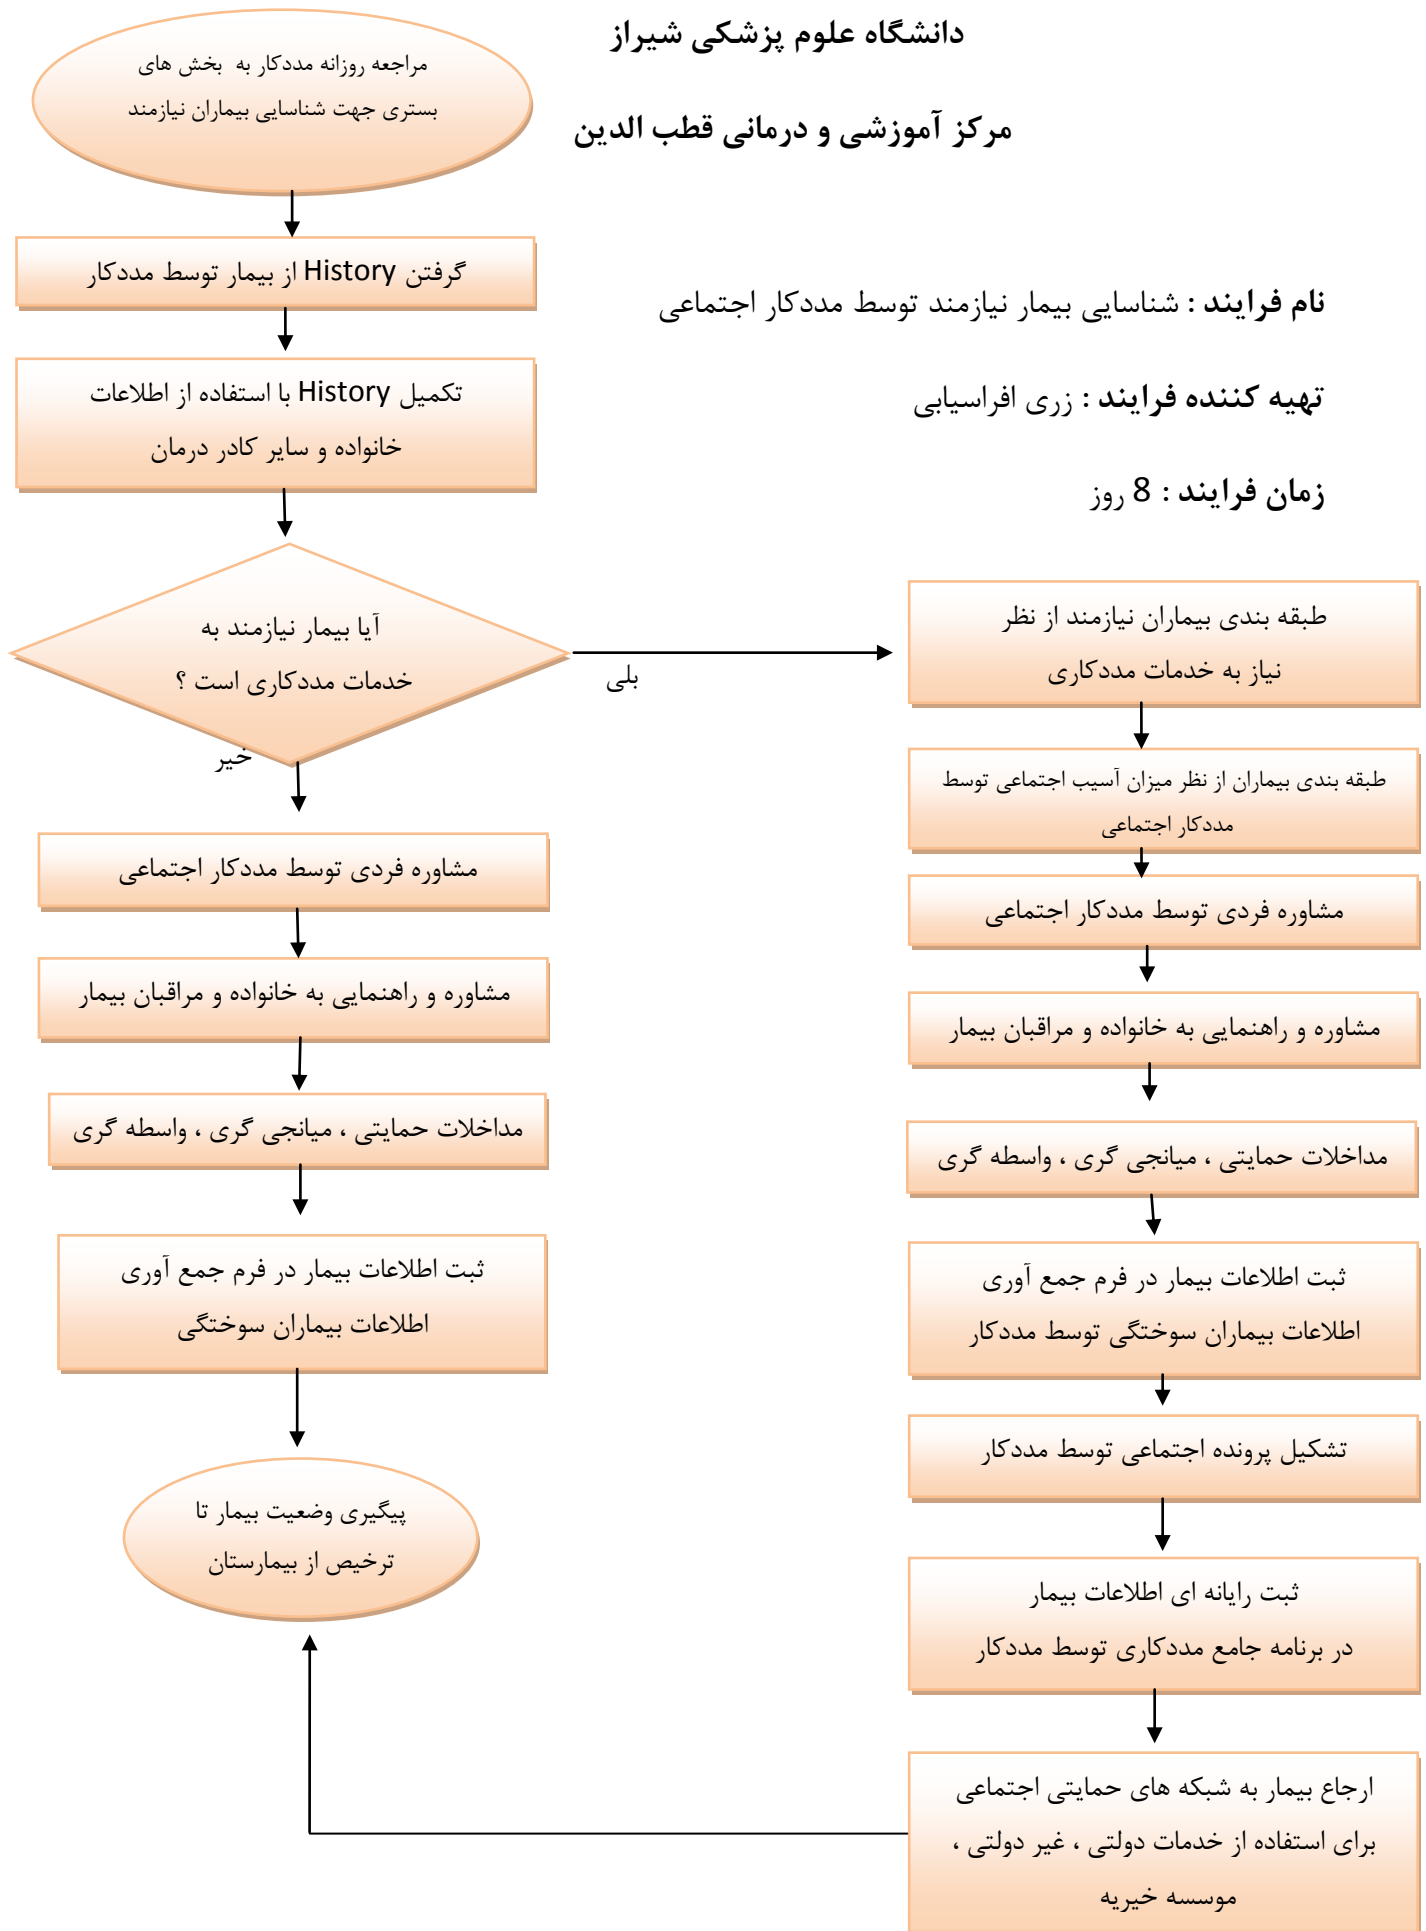 دانشگاه علوم پزشکی شیراز
مرکز آموزشی و درمانی قطب الدین
نام فرایند : شناسایی بیمار نیازمند توسط مددکار اجتماعی
تهیه کننده فرایند : زری افراسیابی
زمان فرایند : 8 روز
مراجعه روزانه مددکار به بخش های
بستری جهت شناسایی بیماران نیازمند
گرفتن History از بیمار توسط مددکار
تکمیل History با استفاده از اطلاعات
خانواده و سایر کادر درمان
آیا بیمار نیازمند به
خدمات مددکاری است ؟
بلی
خیر
طبقه بندی بیماران نیازمند از نظر
نیاز به خدمات مددکاری
طبقه بندی بیماران از نظر میزان آسیب اجتماعی توسط
مددکار اجتماعی
مشاوره فردی توسط مددکار اجتماعی
مشاوره و راهنمایی به خانواده و مراقبان بیمار
مداخلات حمایتی ، میانجی گری ، واسطه گری
ثبت اطلاعات بیمار در فرم جمع آوری
اطلاعات بیماران سوختگی توسط مددکار
تشکیل پرونده اجتماعی توسط مددکار
ثبت رایانه ای اطلاعات بیمار
در برنامه جامع مددکاری توسط مددکار
ارجاع بیمار به شبکه های حمایتی اجتماعی
برای استفاده از خدمات دولتی ، غیر دولتی ،
موسسه خیریه
مشاوره فردی توسط مددکار اجتماعی
مشاوره و راهنمایی به خانواده و مراقبان بیمار
مداخلات حمایتی ، میانجی گری ، واسطه گری
ثبت اطلاعات بیمار در فرم جمع آوری
اطلاعات بیماران سوختگی
پیگیری وضعیت بیمار تا
ترخیص از بیمارستان